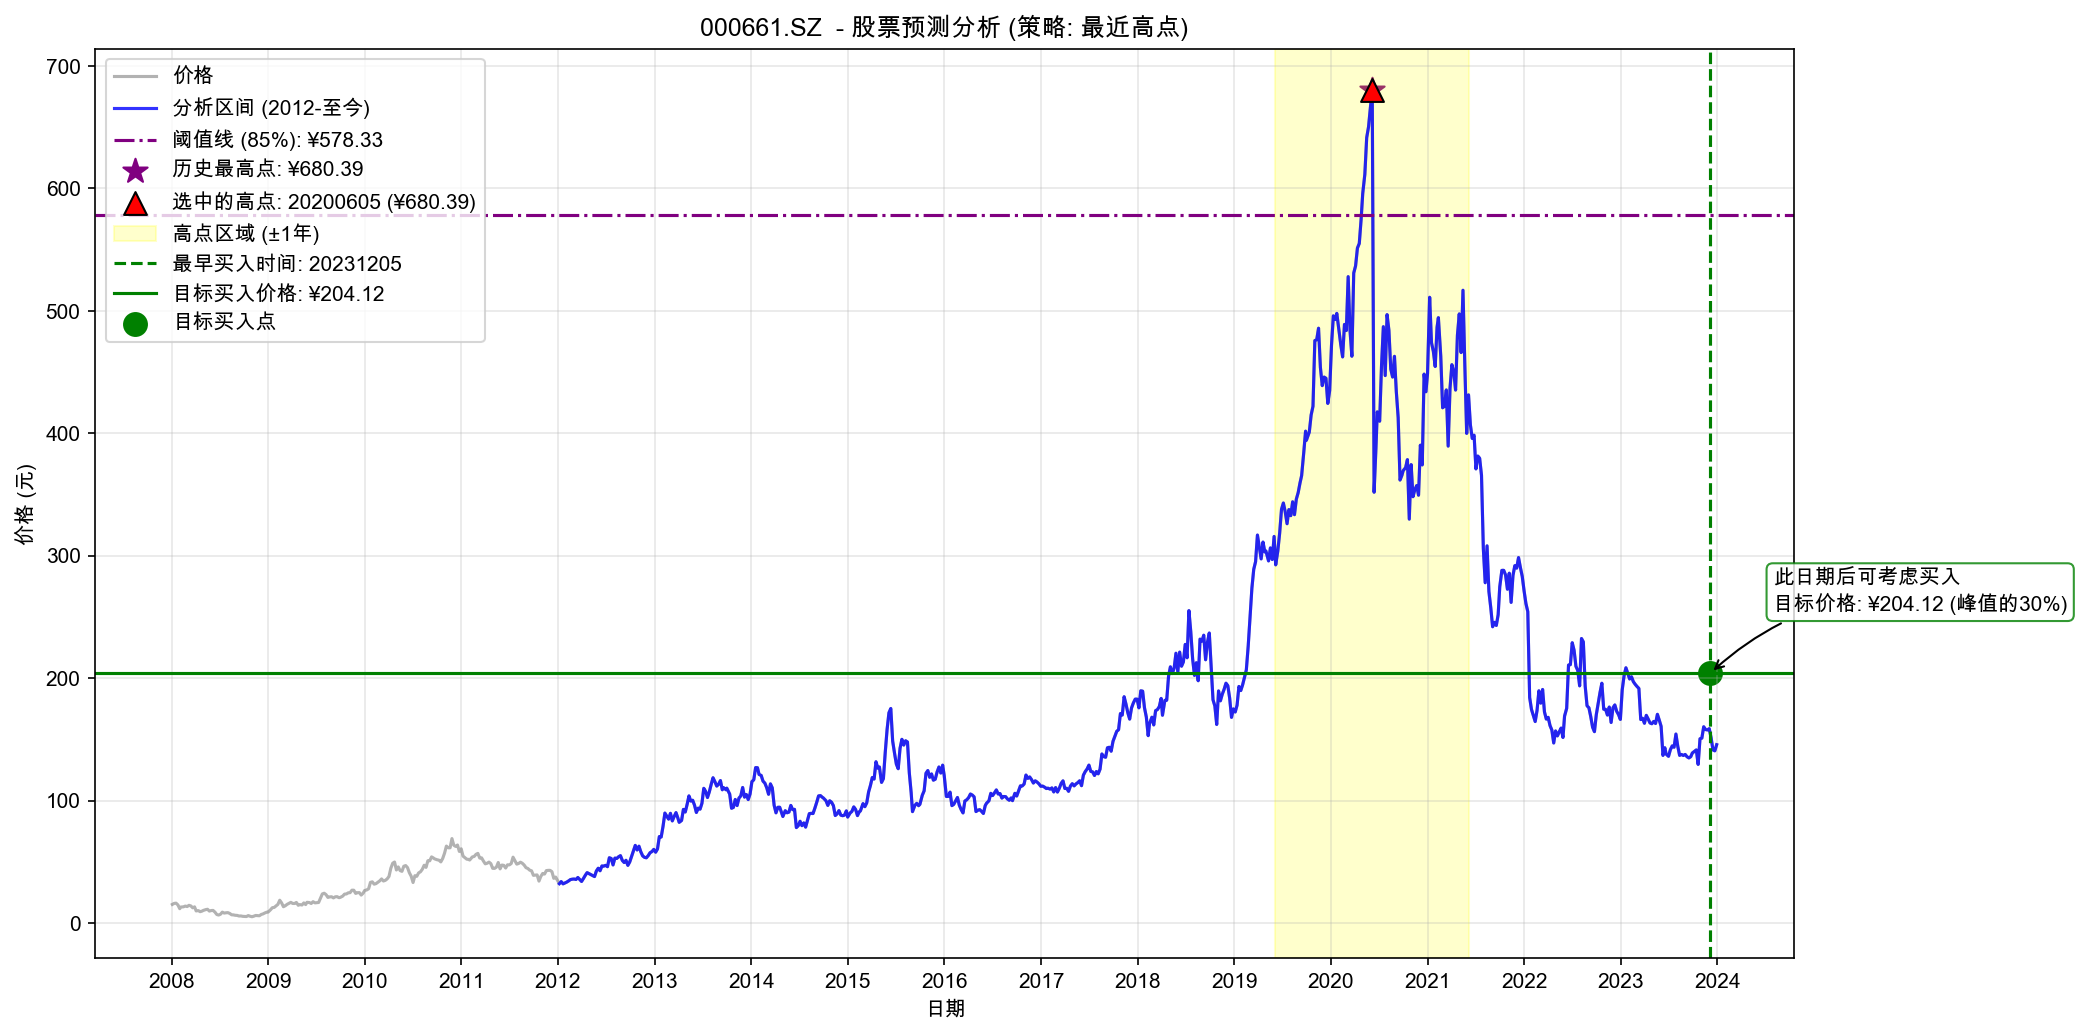 000661.SZ - 股票预测分析 (策略: 最近高点)
价格
分析区间 (2012-至今)
阈值线 (85%): ¥578.33
历史最高点: ¥680.39
选中的高点: 20200605 (¥680.39)
高点区域 (±1年)
最早买入时间: 20231205
目标买入价格: ¥204.12
目标买入点
700
600
500
400
300
200
100
0
价格 (元)
此日期后可考虑买入
目标价格: ¥204.12 (峰值的30%)
2008 2009 2010 2011 2012 2013 2014 2015 2016 2017 2018 2019 2020 2021 2022 2023 2024
日期